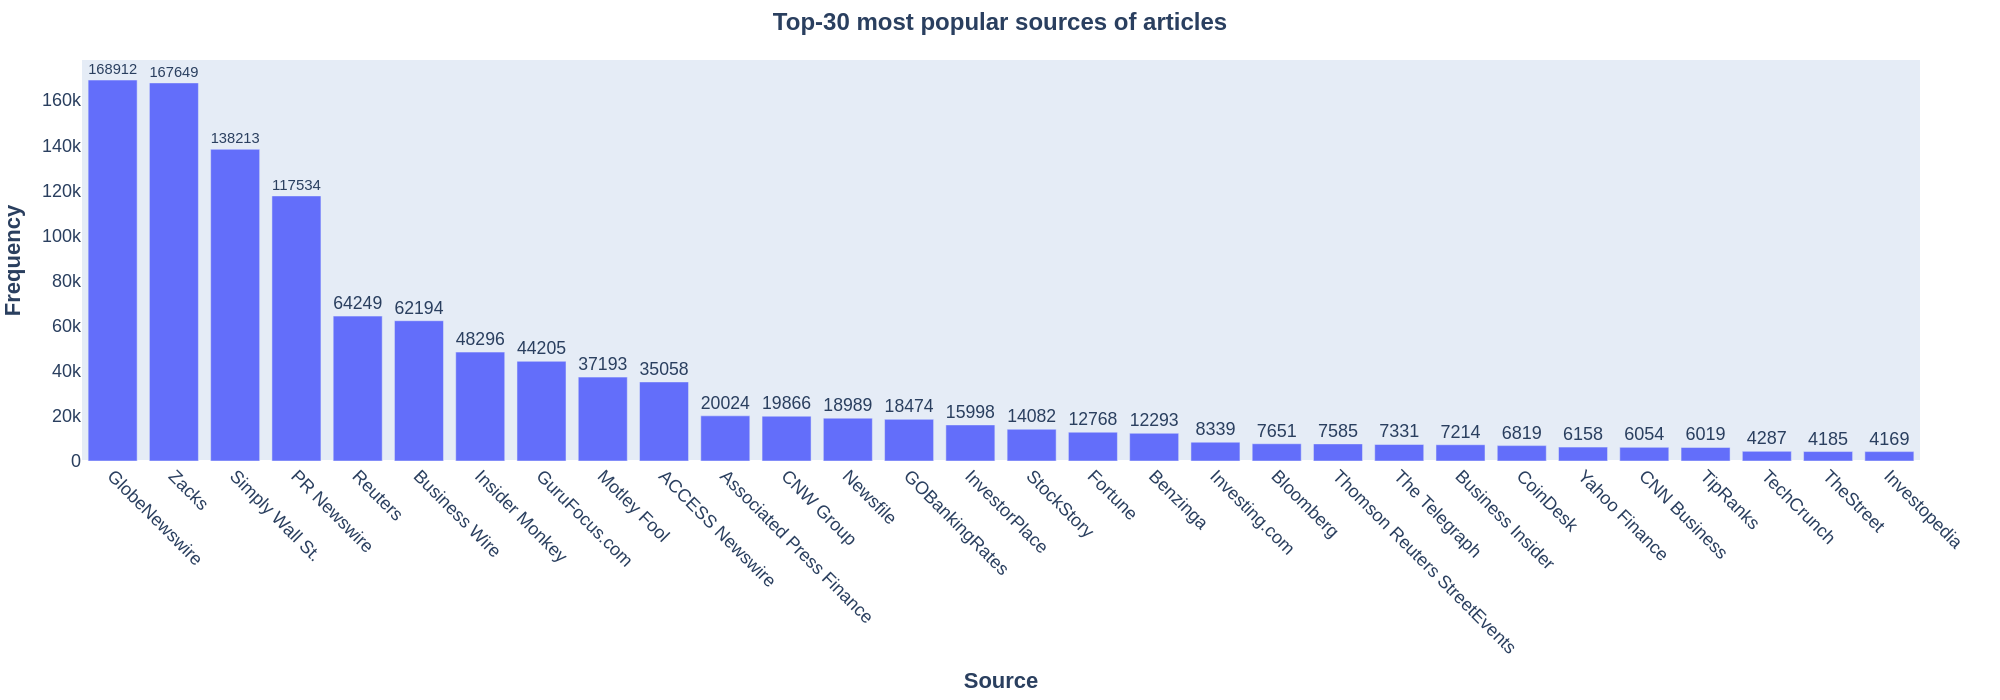 Top-30 most popular sources of articles
Frequency
160k
140k
120k
100k
80k
60k
40k
20k
0
168912
167649
138213
117534
64249
62194
48296
44205
37193
35058
20024
19866
18989
18474
15998
14082
12768
12293
8339
7651
7585
7331
7214
6819
6158
6054
6019
4287
4185
4169
GlobeNewswire
Zacks
Simply Wall St.
PR Newswire
Reuters
Business Wire
Insider Monkey
GuruFocus.com
Motley Fool
ACCESS Newswire
Associated Press Finance
CNW Group
Newsfile
GOBankingRates
InvestorPlace
StockStory
Fortune
Benzinga
Investing.com
Bloomberg
Thomson Reuters StreetEvents
The Telegraph
Business Insider
CoinDesk
Yahoo Finance
CNN Business
TipRanks
TechCrunch
TheStreet
Investopedia
Source